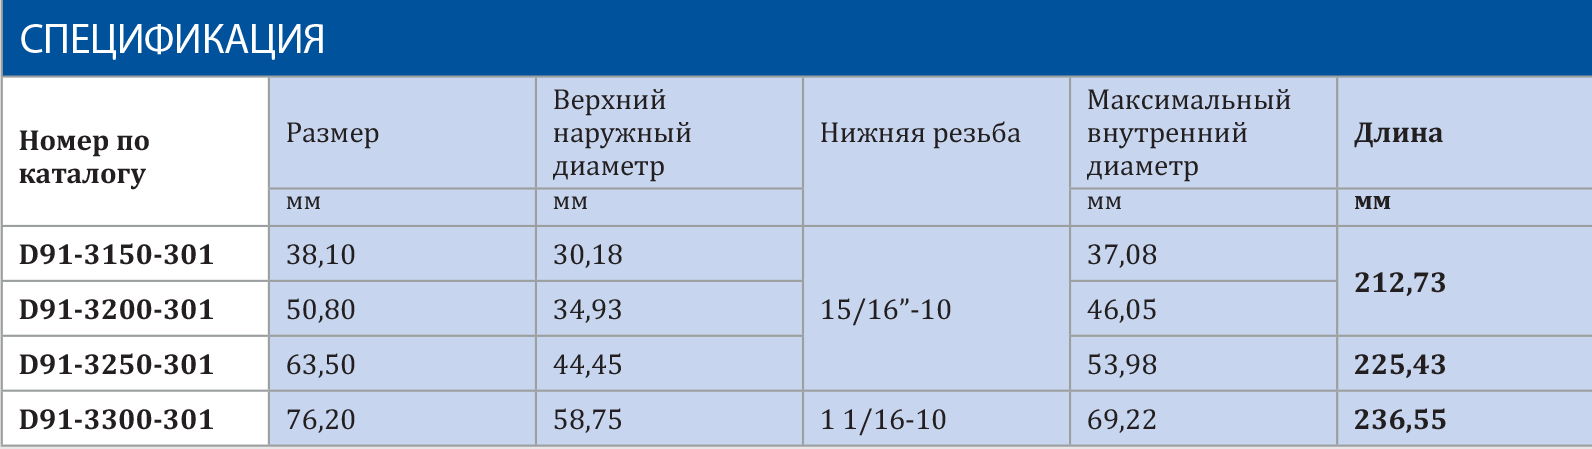 СПЕЦИФИКАЦИЯ
Номер по каталогу Размер Верхний наружный диаметр Нижняя резьба Максимальный внутренний диаметр Длина
мм мм мм мм
D91-3150-301 38,10 30,18 15/16”-10 37,08 212,73
D91-3200-301 50,80 34,93 46,05
D91-3250-301 63,50 44,45 53,98 225,43
D91-3300-301 76,20 58,75 1 1/16-10 69,22 236,55